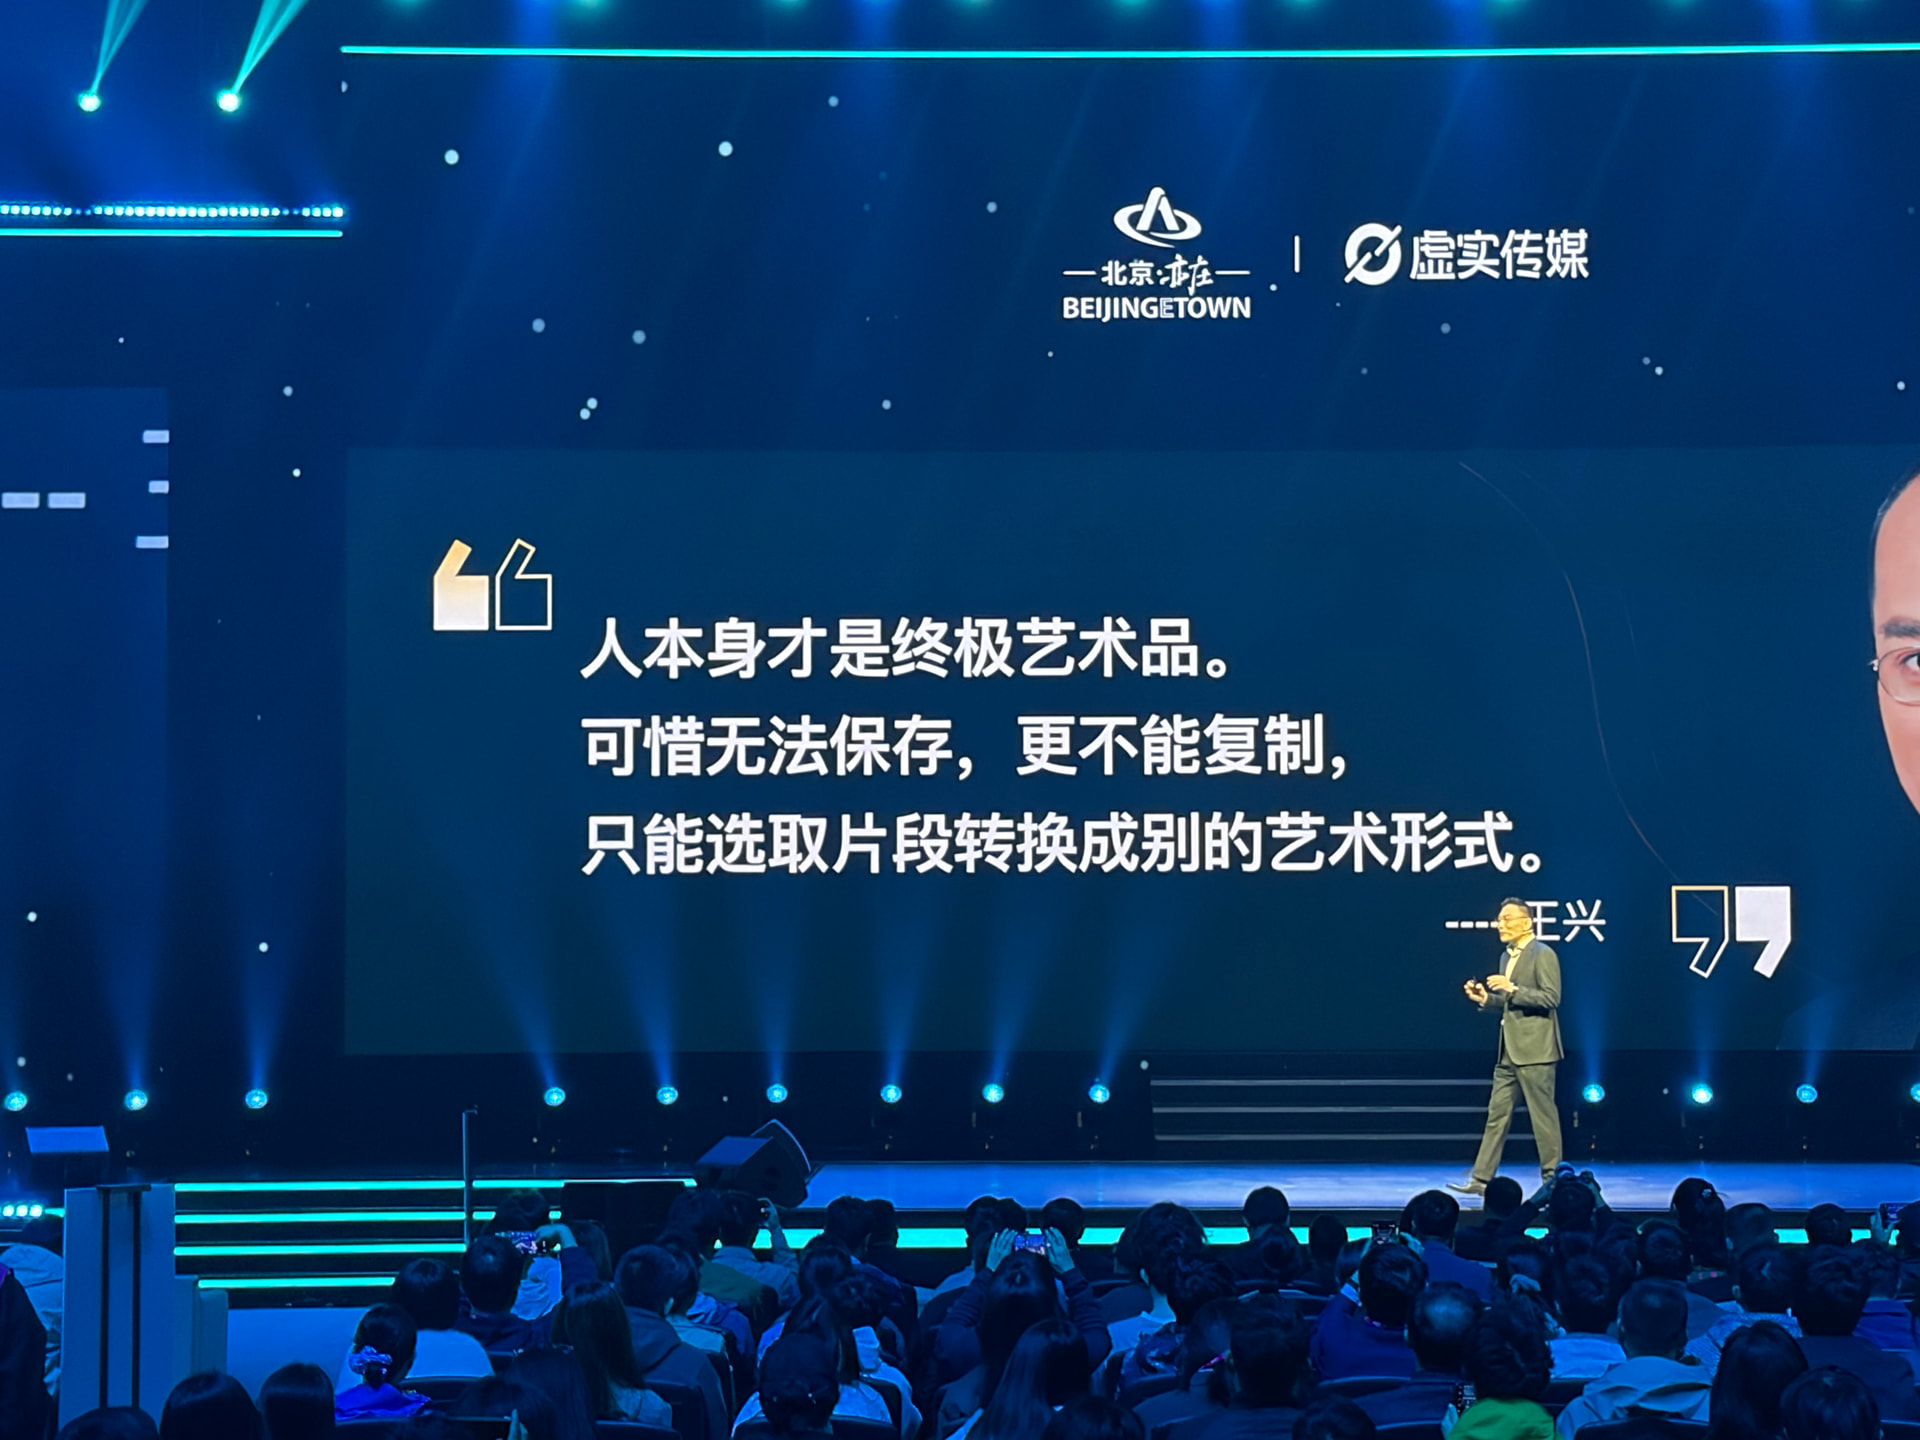 北京·亦在
BEIJINGETOWN
虚实传媒
人本身才是终极艺术品。
可惜无法保存，更不能复制，
只能选取片段转换成别的艺术形式。
----王兴